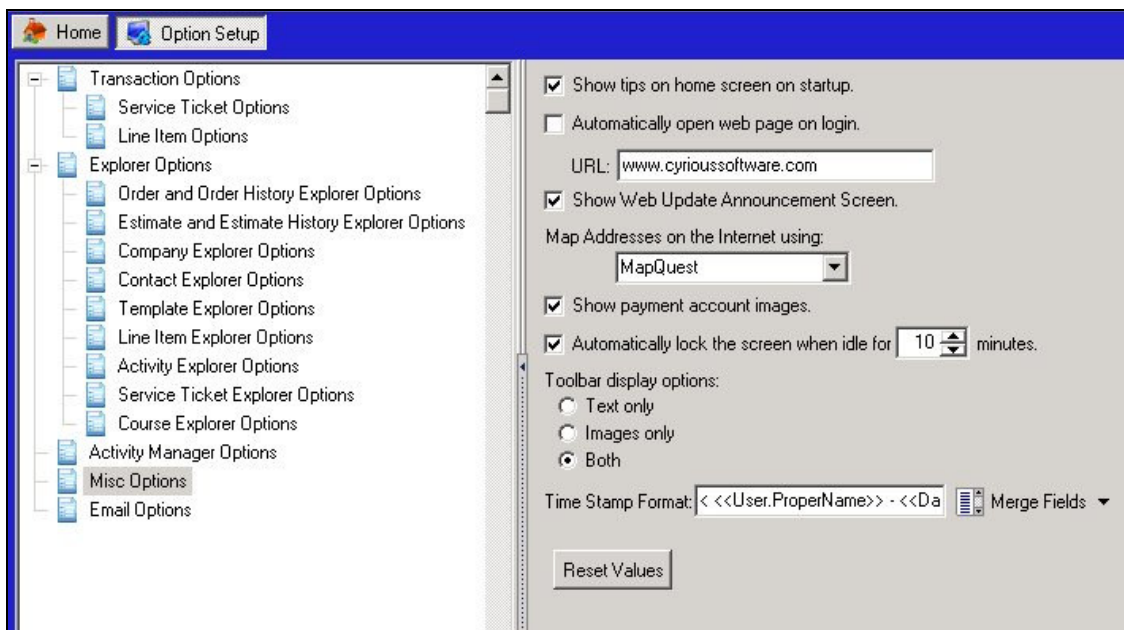 Home Option Setup
Transaction Options
Service Ticket Options
Line Item Options
Explorer Options
Order and Order History Explorer Options
Estimate and Estimate History Explorer Options
Company Explorer Options
Contact Explorer Options
Template Explorer Options
Line Item Explorer Options
Activity Explorer Options
Service Ticket Explorer Options
Course Explorer Options
Activity Manager Options
Misc Options
Email Options
Show tips on home screen on startup.
Automatically open web page on login.
URL: www.cyrioussoftware.com
Show Web Update Announcement Screen.
Map Addresses on the Internet using:
MapQuest
Show payment account images.
Automatically lock the screen when idle for 10 minutes.
Toolbar display options:
Text only
Images only
Both
Time Stamp Format: < <<User.ProperName>> - <<Da Merge Fields
Reset Values